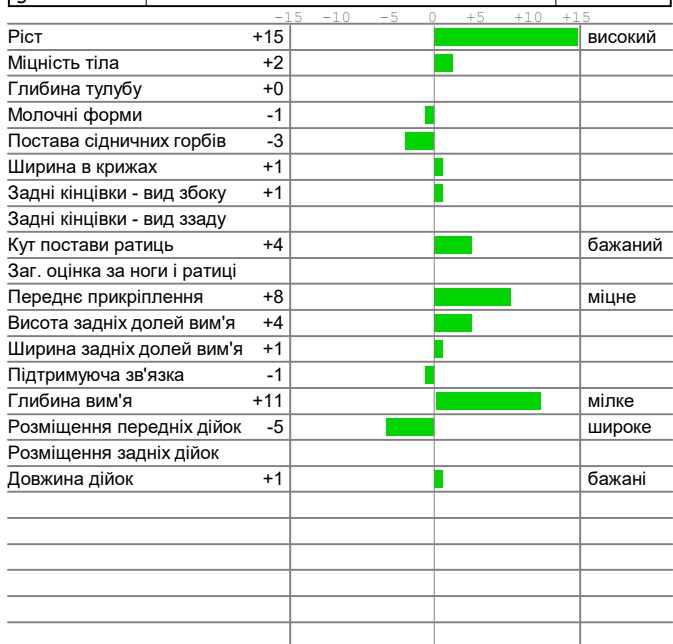 -15 -10 -5 0 +5 +10 +15
Ріст +15 високий
Міцність тіла +2
Глибина тулубу +0
Молочні форми -1
Постава сідничних горбів -3
Ширина в крижах +1
Задні кінцівки - вид збоку +1
Задні кінцівки - вид ззаду
Кут постави ратиць +4 бажаний
Заг. оцінка за ноги і ратиці
Переднє прикріплення +8 міцне
Висота задніх долей вим'я +4
Ширина задніх долей вим'я +1
Підтримуюча зв'язка -1
Глибина вим'я +11 мілке
Розміщення передніх дійок -5 широке
Розміщення задніх дійок
Довжина дійок +1 бажані